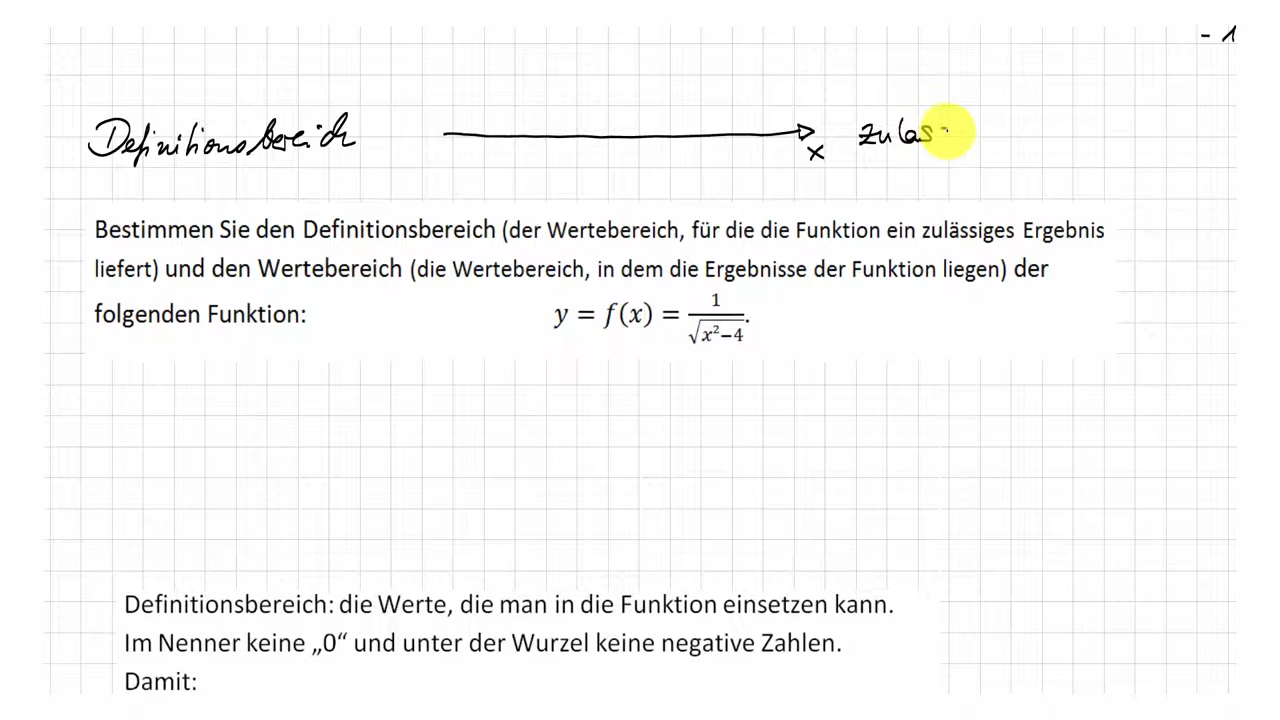 - 1
Definitionsbereich x zuläs
Bestimmen Sie den Definitionsbereich (der Wertebereich, für die die Funktion ein zulässiges Ergebnis
liefert) und den Wertebereich (die Wertebereich, in dem die Ergebnisse der Funktion liegen) der
folgenden Funktion: y = f(x) = 1/√(x²−4).
Definitionsbereich: die Werte, die man in die Funktion einsetzen kann.
Im Nenner keine „0“ und unter der Wurzel keine negative Zahlen.
Damit: